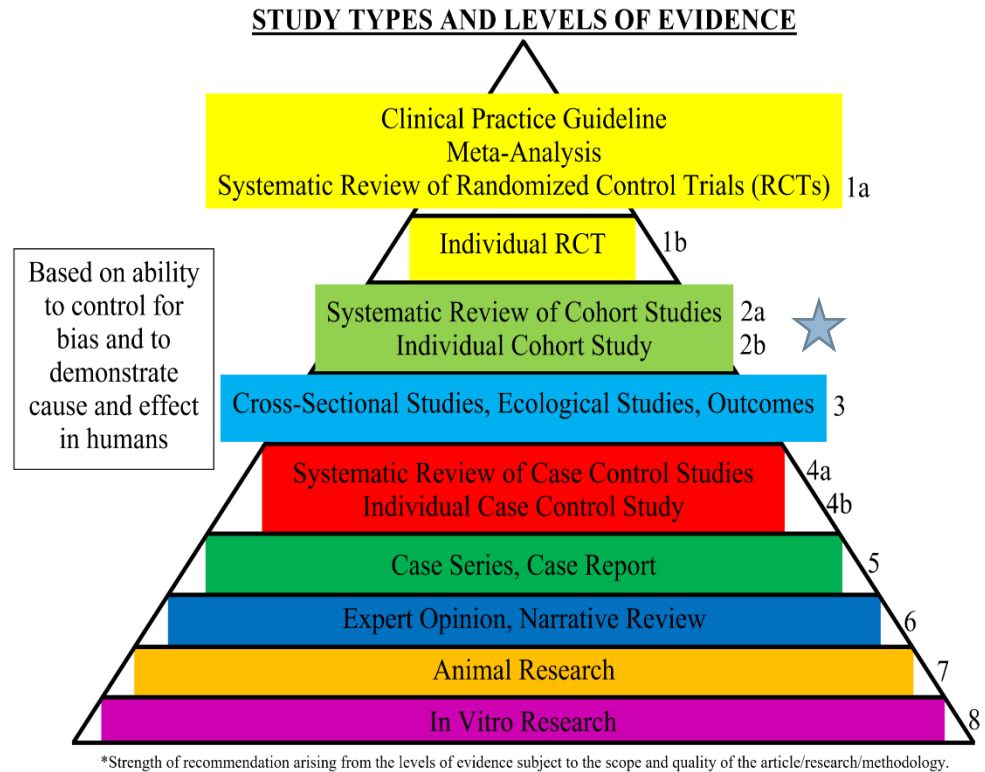 STUDY TYPES AND LEVELS OF EVIDENCE
Clinical Practice Guideline
Meta-Analysis
Systematic Review of Randomized Control Trials (RCTs)
1a
Individual RCT
1b
Based on ability
to control for
bias and to
demonstrate
cause and effect
in humans
Systematic Review of Cohort Studies
2a
Individual Cohort Study
2b
Cross-Sectional Studies, Ecological Studies, Outcomes
3
Systematic Review of Case Control Studies
4a
Individual Case Control Study
4b
Case Series, Case Report
5
Expert Opinion, Narrative Review
6
Animal Research
7
In Vitro Research
8
*Strength of recommendation arising from the levels of evidence subject to the scope and quality of the article/research/methodology.